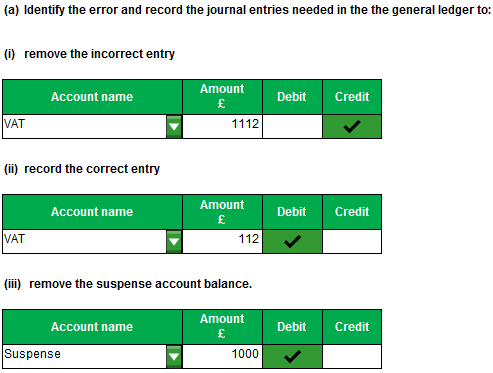 (a) Identify the error and record the journal entries needed in the the general ledger to:
(i) remove the incorrect entry
Account name Amount £ Debit Credit
VAT 1112 ✓
(ii) record the correct entry
Account name Amount £ Debit Credit
VAT 112 ✓
(iii) remove the suspense account balance.
Account name Amount £ Debit Credit
Suspense 1000 ✓